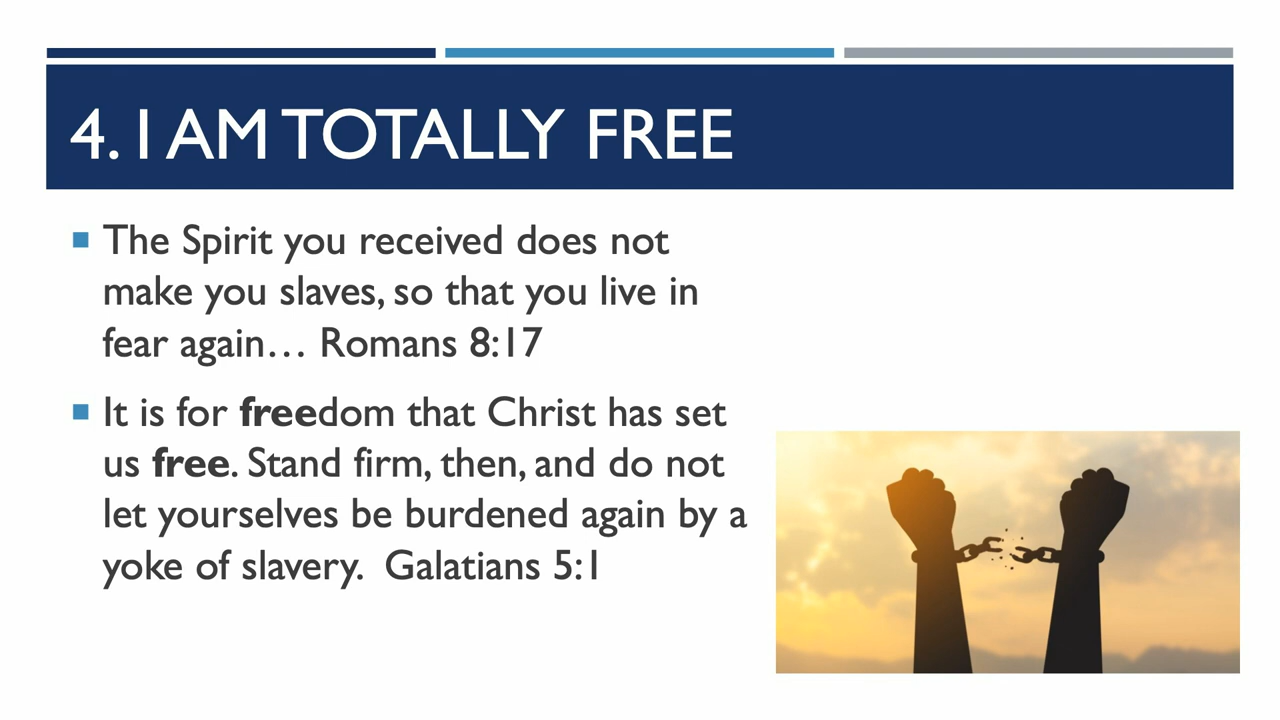 4. I AM TOTALLY FREE
The Spirit you received does not
make you slaves, so that you live in
fear again… Romans 8:17
It is for freedom that Christ has set
us free. Stand firm, then, and do not
let yourselves be burdened again by a
yoke of slavery.  Galatians 5:1